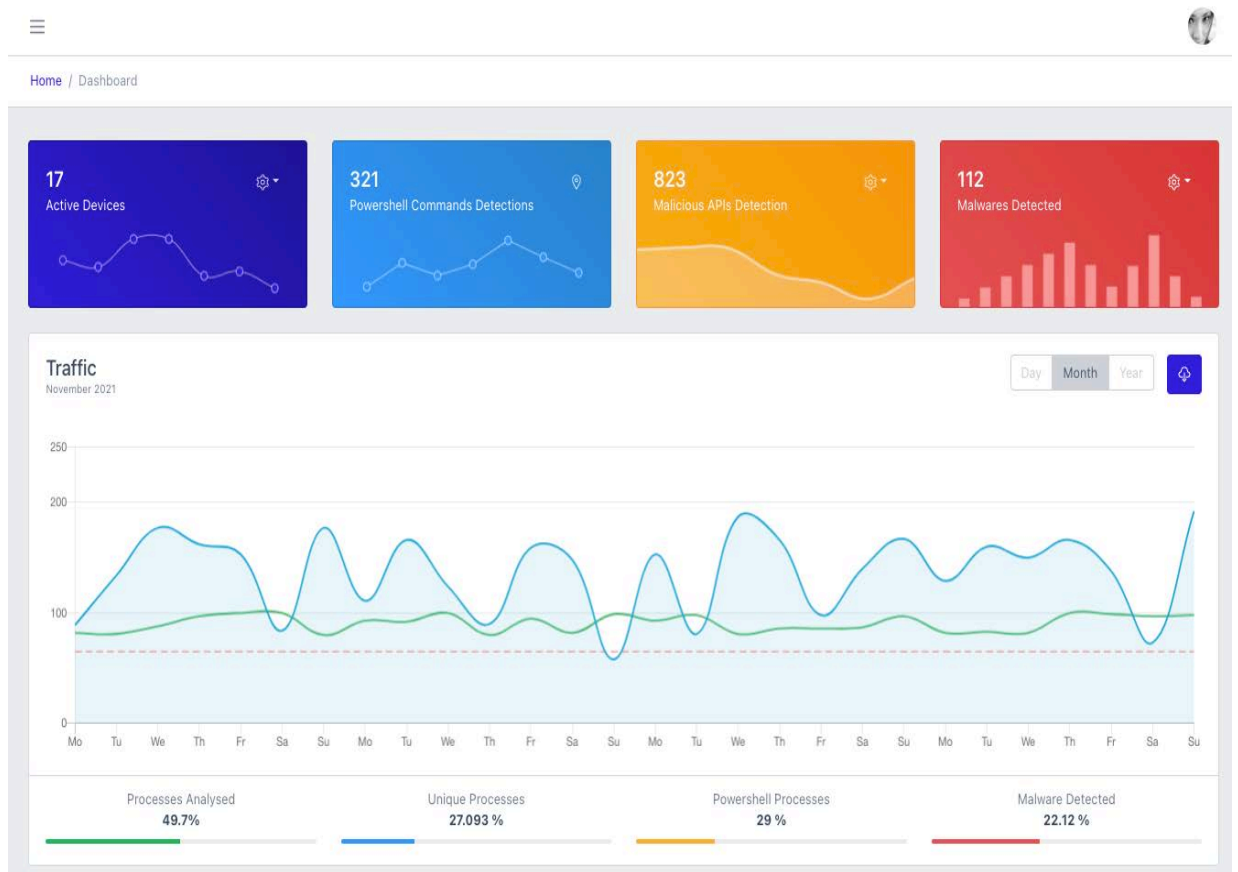 Home / Dashboard
17
Active Devices
321
Powershell Commands Detections
823
Malicious APIs Detection
112
Malwares Detected
Traffic
November 2021
Day Month Year
250
200
100
0
Mo Tu We Th Fr Sa Su Mo Tu We Th Fr Sa Su Mo Tu We Th Fr Sa Su Mo Tu We Th Fr Sa Su
Processes Analysed
49.7%
Unique Processes
27.093 %
Powershell Processes
29 %
Malware Detected
22.12 %